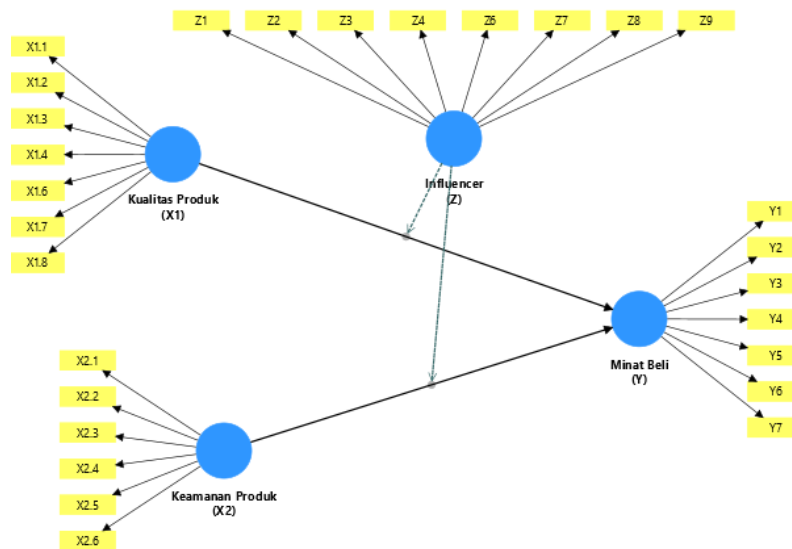 Z1 Z2 Z3 Z4 Z6 Z7 Z8 Z9
X1.1
X1.2
X1.3
X1.4
X1.6
X1.7
X1.8
Kualitas Produk
(X1)
Influencer
(Z)
Y1
Y2
Y3
Y4
Y5
Y6
Y7
Minat Beli
(Y)
X2.1
X2.2
X2.3
X2.4
X2.5
X2.6
Keamanan Produk
(X2)